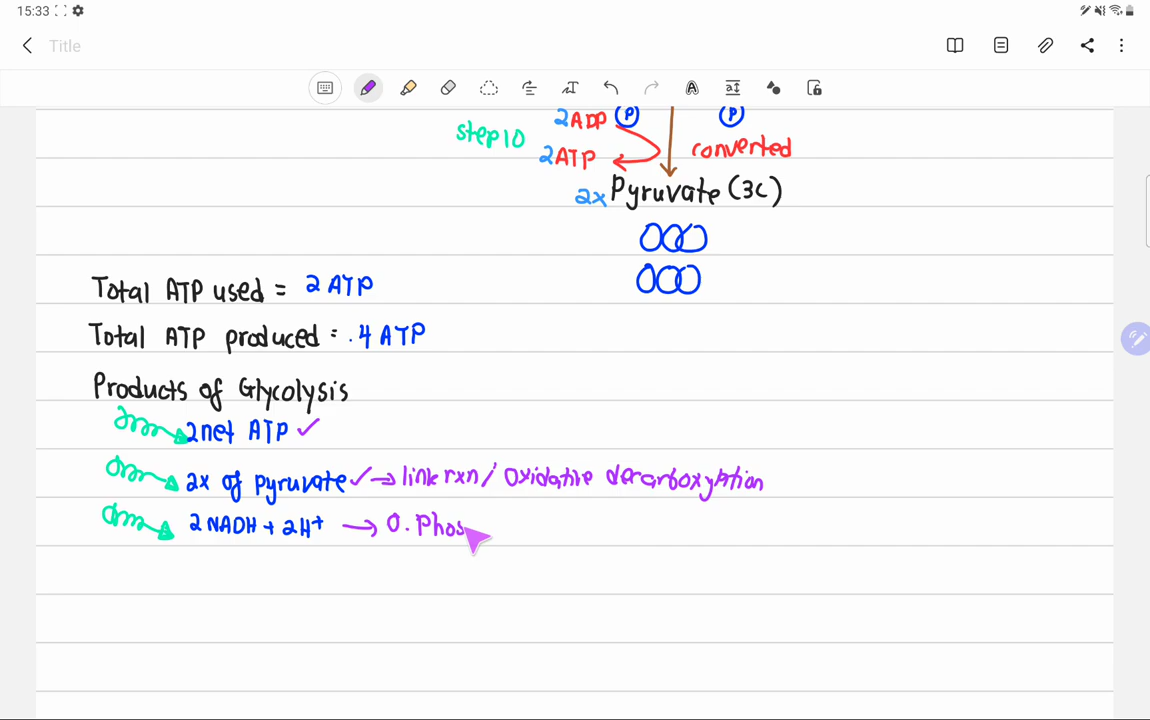 15:33
Title
2ADP P P
step10
2ATP converted
2x Pyruvate (3c)
Total ATP used = 2 ATP
Total ATP produced = . 4 ATP
Products of Glycolysis
2net ATP ✓
2x of pyruvate ✓ → link rxn / Oxidative decarboxyption
2 NADH + 2H+ → O. Phos